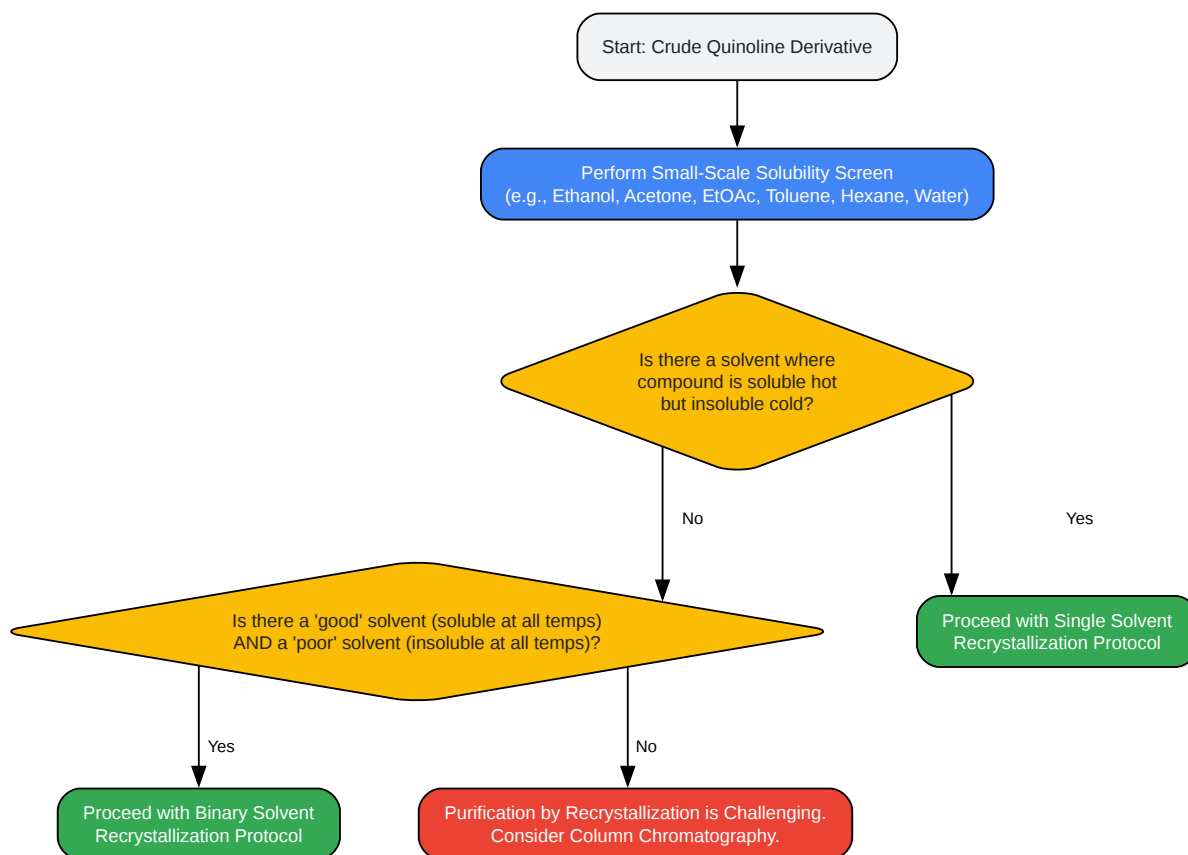 Start: Crude Quinoline Derivative
Perform Small-Scale Solubility Screen
(e.g., Ethanol, Acetone, EtOAc, Toluene, Hexane, Water)
Is there a solvent where
compound is soluble hot
but insoluble cold?
No
Yes
Is there a 'good' solvent (soluble at all temps)
AND a 'poor' solvent (insoluble at all temps)?
Proceed with Single Solvent
Recrystallization Protocol
Yes
No
Proceed with Binary Solvent
Recrystallization Protocol
Purification by Recrystallization is Challenging.
Consider Column Chromatography.